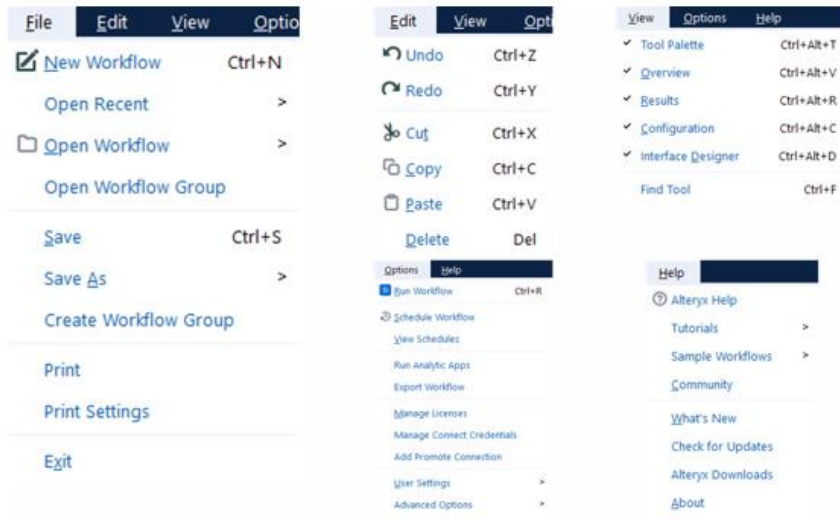 File Edit View Optio
New Workflow Ctrl+N
Open Recent >
Open Workflow >
Open Workflow Group
Save Ctrl+S
Save As >
Create Workflow Group
Print
Print Settings
Exit
Edit View Opti
Undo Ctrl+Z
Redo Ctrl+Y
Cut Ctrl+X
Copy Ctrl+C
Paste Ctrl+V
Delete Del
Options Help
Run Workflow Ctrl+R
Schedule Workflow
View Schedules
Run Analytic Apps
Export Workflow
Manage Licenses
Manage Connect Credentials
Add Promote Connection
User Settings >
Advanced Options >
View Options Help
Tool Palette Ctrl+Alt+T
Overview Ctrl+Alt+V
Results Ctrl+Alt+R
Configuration Ctrl+Alt+C
Interface Designer Ctrl+Alt+D
Find Tool Ctrl+F
Help
Alteryx Help
Tutorials >
Sample Workflows >
Community
What's New
Check for Updates
Alteryx Downloads
About